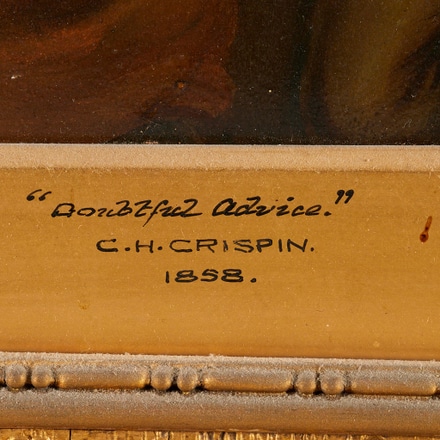 “Doubtful Advice.”
C.H.CRISPIN.
1858.